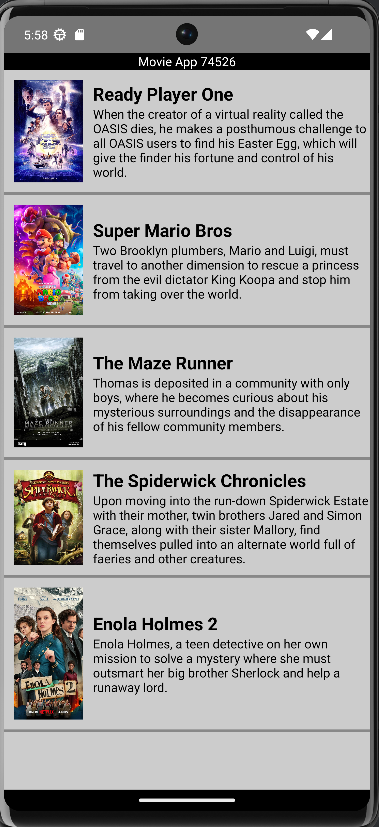 5:58
Movie App 74526
Ready Player One
When the creator of a virtual reality called the
OASIS dies, he makes a posthumous challenge to
all OASIS users to find his Easter Egg, which will
give the finder his fortune and control of his
world.
Super Mario Bros
Two Brooklyn plumbers, Mario and Luigi, must
travel to another dimension to rescue a princess
from the evil dictator King Koopa and stop him
from taking over the world.
The Maze Runner
Thomas is deposited in a community with only
boys, where he becomes curious about his
mysterious surroundings and the disappearance
of his fellow community members.
MAZE RUNNER
The Spiderwick Chronicles
Upon moving into the run-down Spiderwick Estate
with their mother, twin brothers Jared and Simon
Grace, along with their sister Mallory, find
themselves pulled into an alternate world full of
faeries and other creatures.
SPIDERWICK
Enola Holmes 2
Enola Holmes, a teen detective on her own
mission to solve a mystery where she must
outsmart her big brother Sherlock and help a
runaway lord.
ENOLA
HOLMES 2